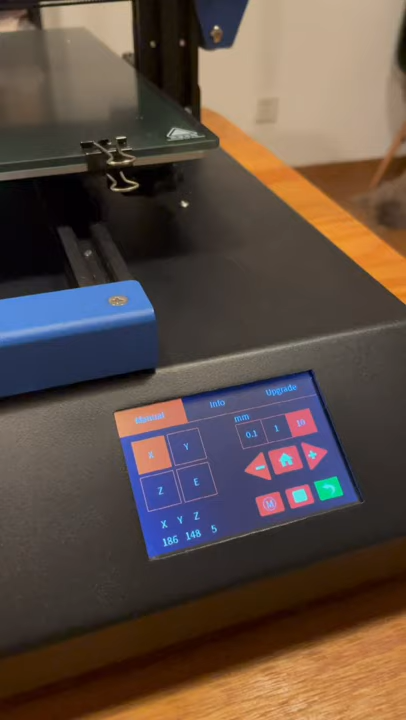 Manual Info Upgrade
mm
X Y 0.1 1 10
Z E - +
X Y Z M
186 148 5